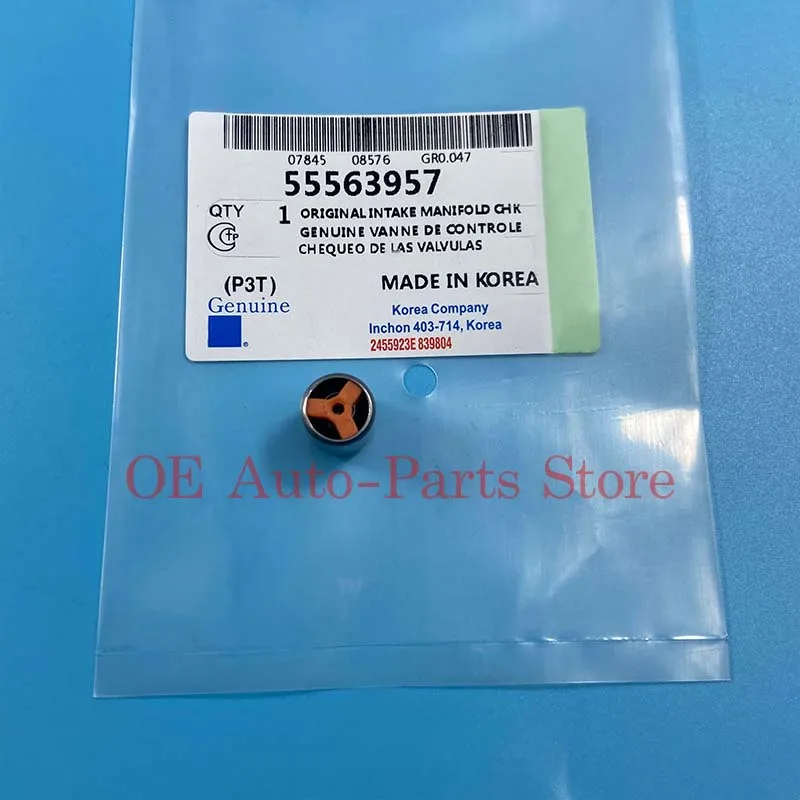 07845 08576 GR0.047
55563957
QTY 1 ORIGINAL INTAKE MANIFOLD CHK
GENUINE VANNE DE CONTROLE
CHEQUEO DE LAS VALVULAS
(P3T) MADE IN KOREA
Genuine Korea Company
Inchon 403-714, Korea
2455923E 839804
OE Auto-Parts Store